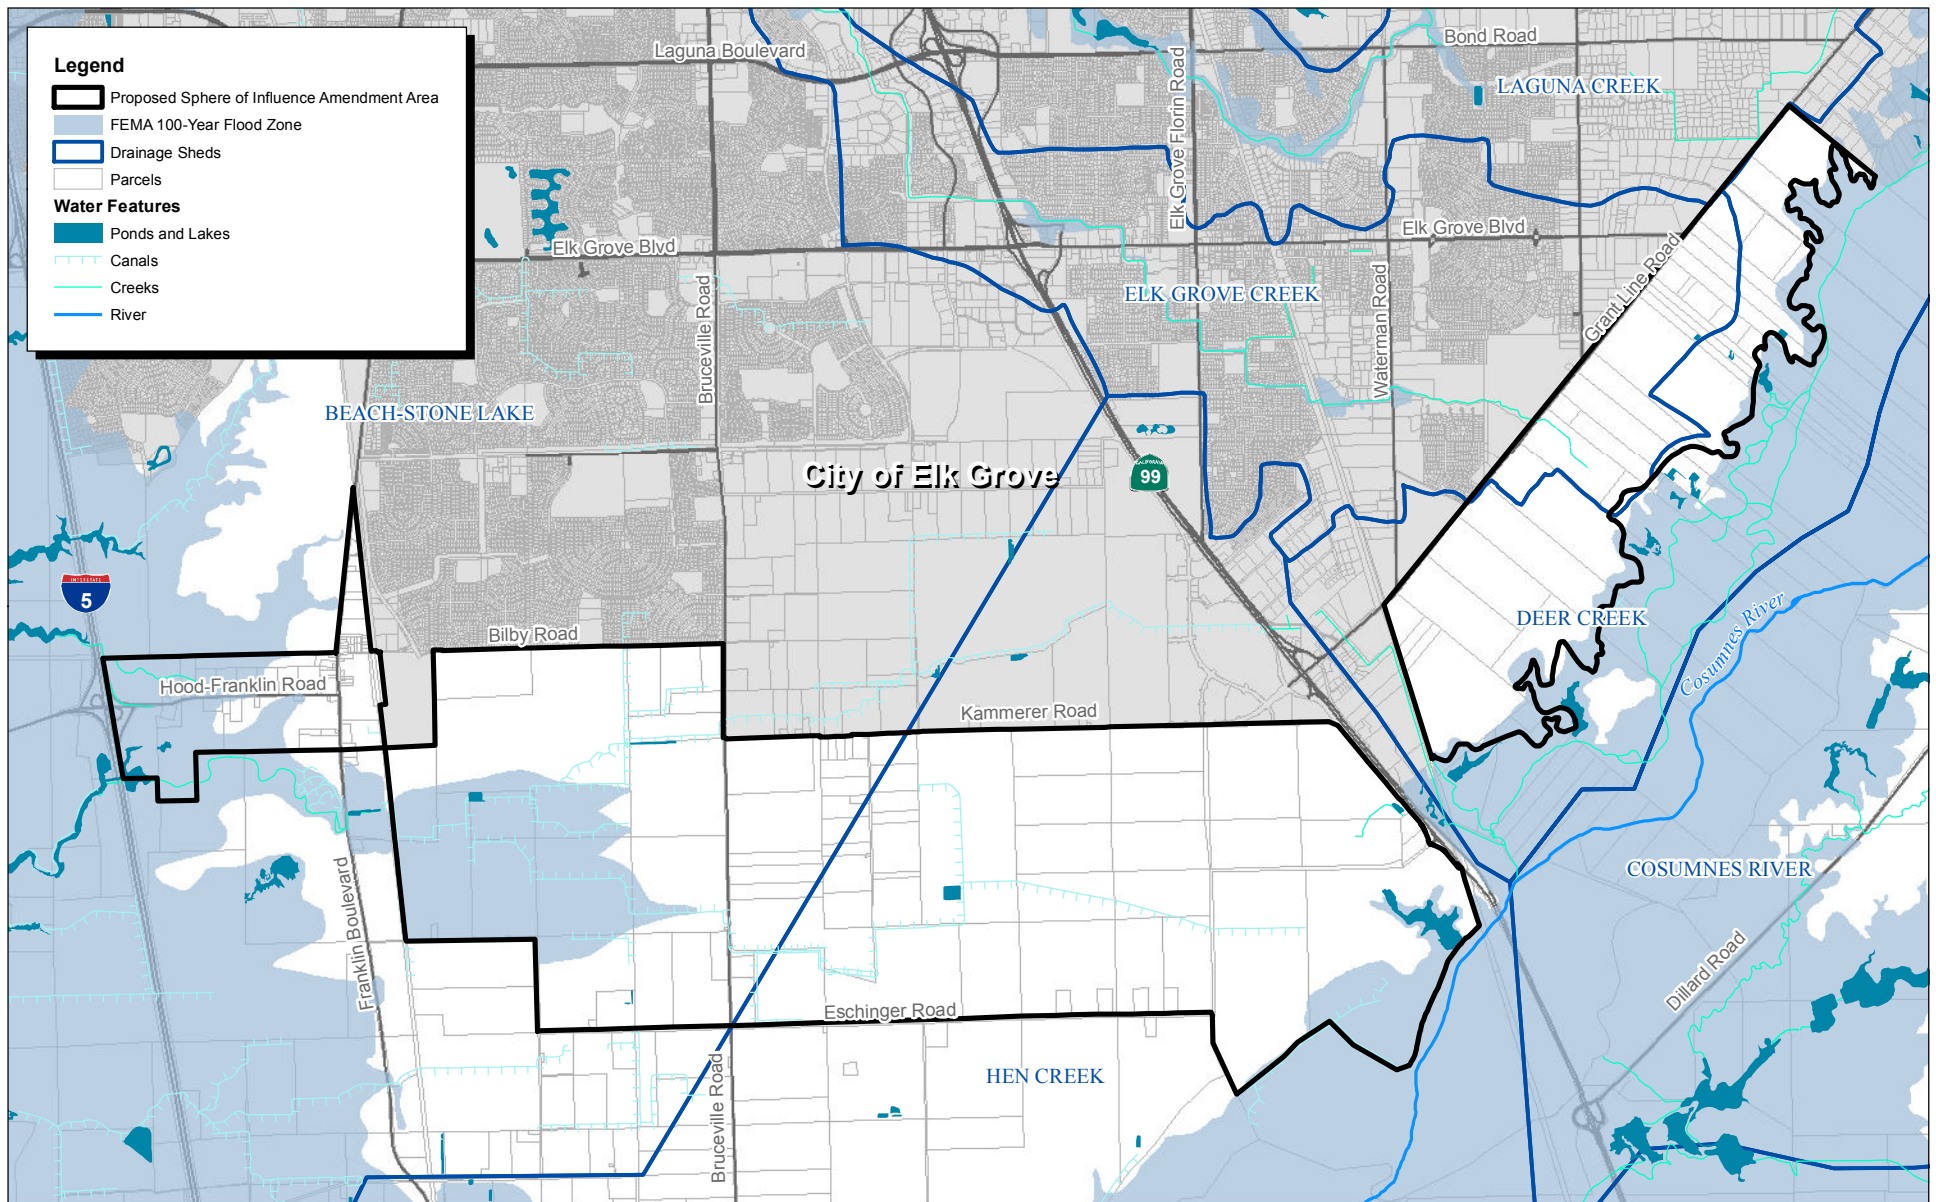 Legend
Proposed Sphere of Influence Amendment Area
FEMA 100-Year Flood Zone
Drainage Sheds
Parcels
Water Features
Ponds and Lakes
Canals
Creeks
River
Laguna Boulevard
Bond Road
Elk Grove Florin Road
LAGUNA CREEK
Elk Grove Blvd
Elk Grove Blvd
Bruceville Road
ELK GROVE CREEK
Waterman Road
Grant Line Road
BEACH-STONE LAKE
City of Elk Grove
CALIFORNIA
99
INTERSTATE
5
Bilby Road
Hood-Franklin Road
Kammerer Road
DEER CREEK
Cosumnes River
COSUMNES RIVER
Franklin Boulevard
Dillard Road
Eschinger Road
Bruceville Road
HEN CREEK